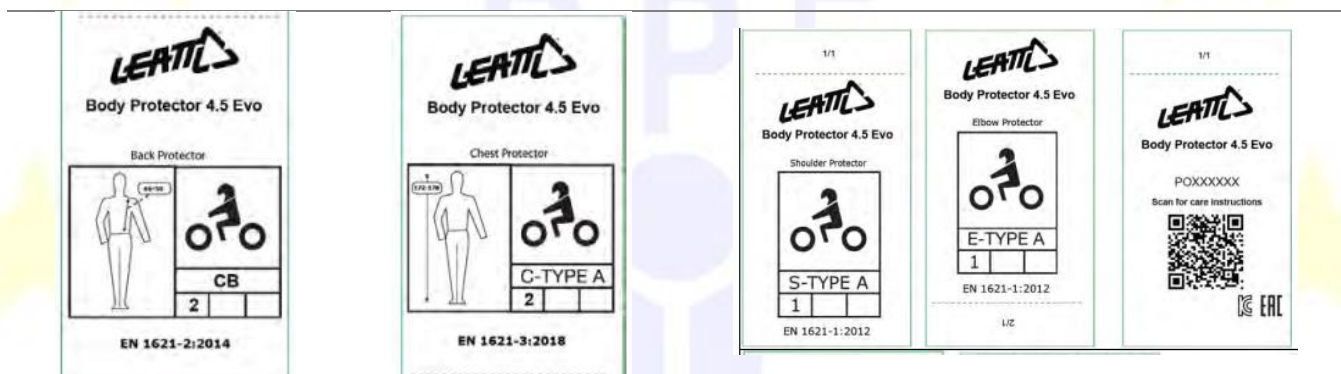 LEATT
Body Protector 4.5 Evo
Back Protector
CB
2
EN 1621-2:2014
LEATT
Body Protector 4.5 Evo
Chest Protector
172-178
C-TYPE A
2
EN 1621-3:2018
1/1
LEATT
Body Protector 4.5 Evo
Shoulder Protector
S-TYPE A
1
EN 1621-1:2012
LEATT
Body Protector 4.5 Evo
Elbow Protector
E-TYPE A
1
EN 1621-1:2012
1/2
1/1
LEATT
Body Protector 4.5 Evo
POXXXXXX
Scan for care instructions
EAC